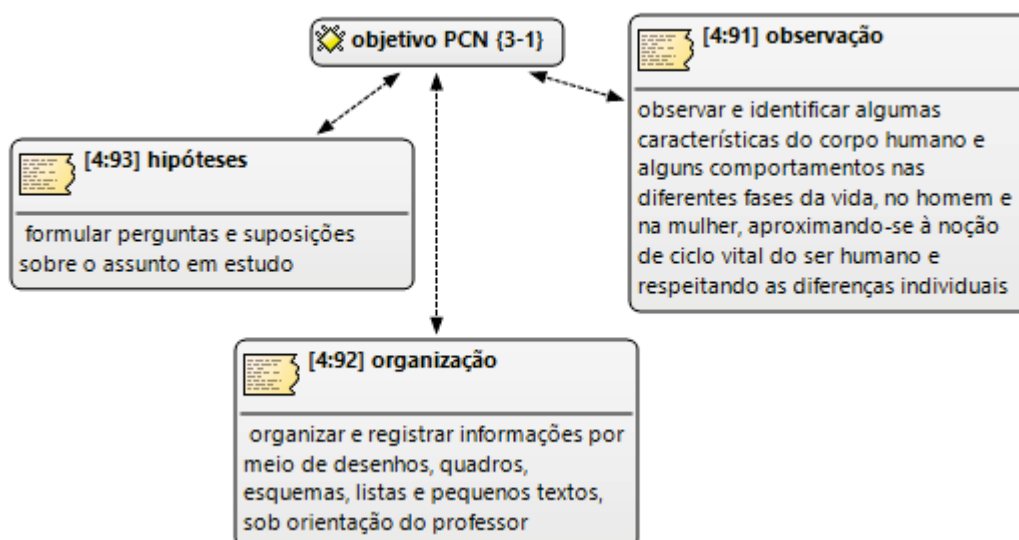 objetivo PCN {3-1}
[4:91] observação
observar e identificar algumas
características do corpo humano e
alguns comportamentos nas
diferentes fases da vida, no homem e
na mulher, aproximando-se à noção
de ciclo vital do ser humano e
respeitando as diferenças individuais
[4:93] hipóteses
formular perguntas e suposições
sobre o assunto em estudo
[4:92] organização
organizar e registrar informações por
meio de desenhos, quadros,
esquemas, listas e pequenos textos,
sob orientação do professor